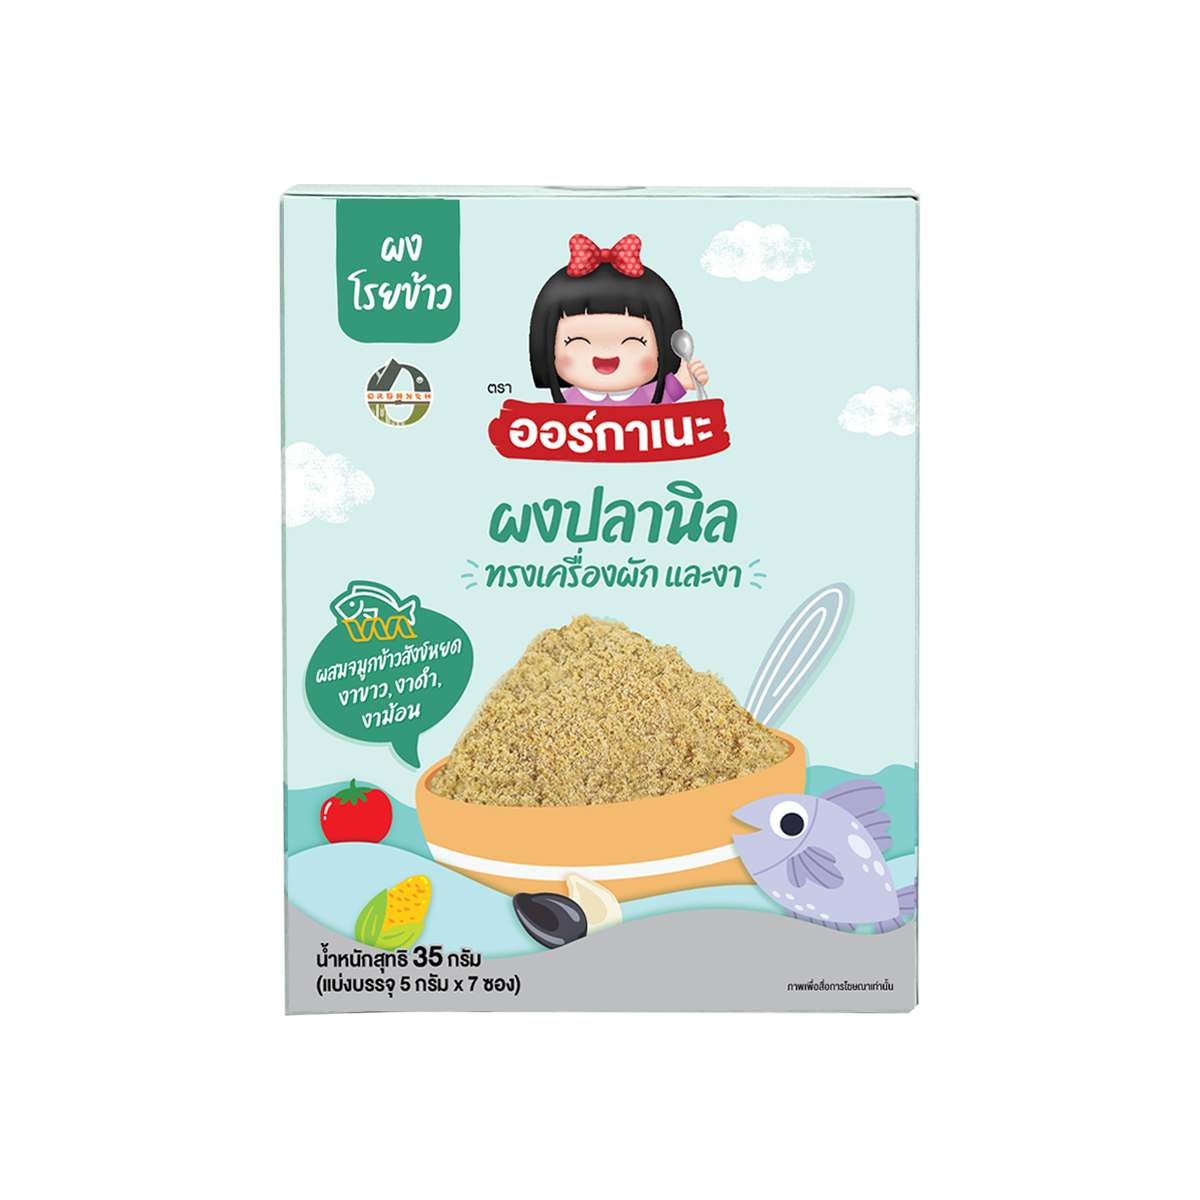 ผง
โรยข้าว
ORGANEH
ตรา
ออร์กาเนะ
ผงปลานิล
ทรงเครื่องผัก และงา
ผสมจมูกข้าวสังข์หยด
งาขาว, งาดำ,
งาม้อน
น้ำหนักสุทธิ 35 กรัม
(แบ่งบรรจุ 5 กรัม x 7 ซอง)
ภาพเพื่อสื่อการโฆษณาเท่านั้น